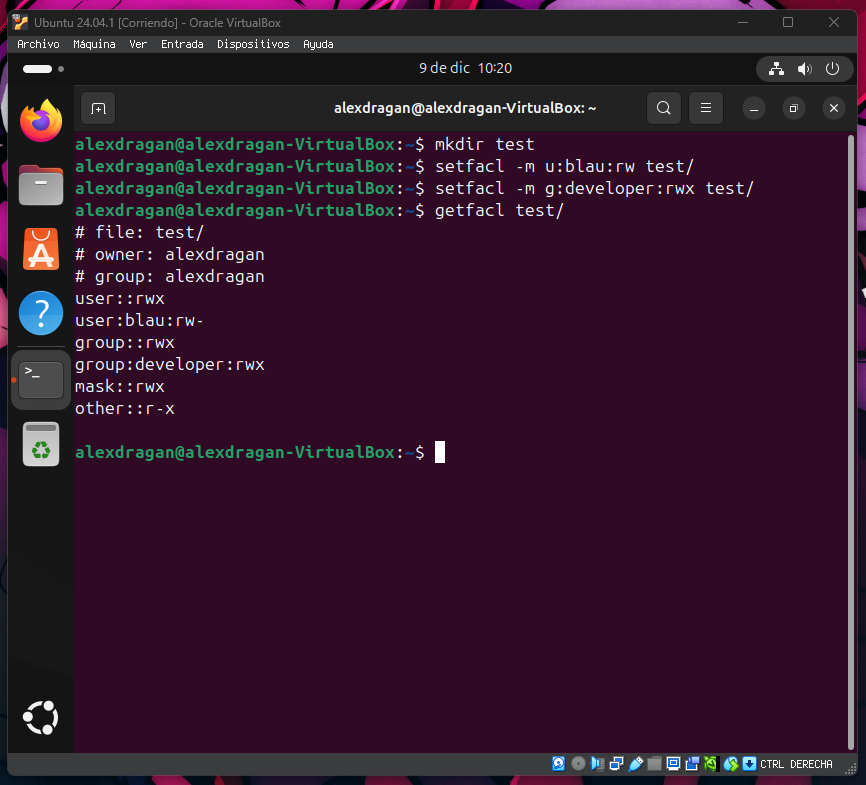 Ubuntu 24.04.1 [Corriendo] - Oracle VirtualBox
Archivo Máquina Ver Entrada Dispositivos Ayuda
9 de dic 10:20
alexdragan@alexdragan-VirtualBox: ~
alexdragan@alexdragan-VirtualBox:~$ mkdir test
alexdragan@alexdragan-VirtualBox:~$ setfacl -m u:blau:rw test/
alexdragan@alexdragan-VirtualBox:~$ setfacl -m g:developer:rwx test/
alexdragan@alexdragan-VirtualBox:~$ getfacl test/
# file: test/
# owner: alexdragan
# group: alexdragan
user::rwx
user:blau:rw-
group::rwx
group:developer:rwx
mask::rwx
other::r-x
alexdragan@alexdragan-VirtualBox:~$
CTRL DERECHA